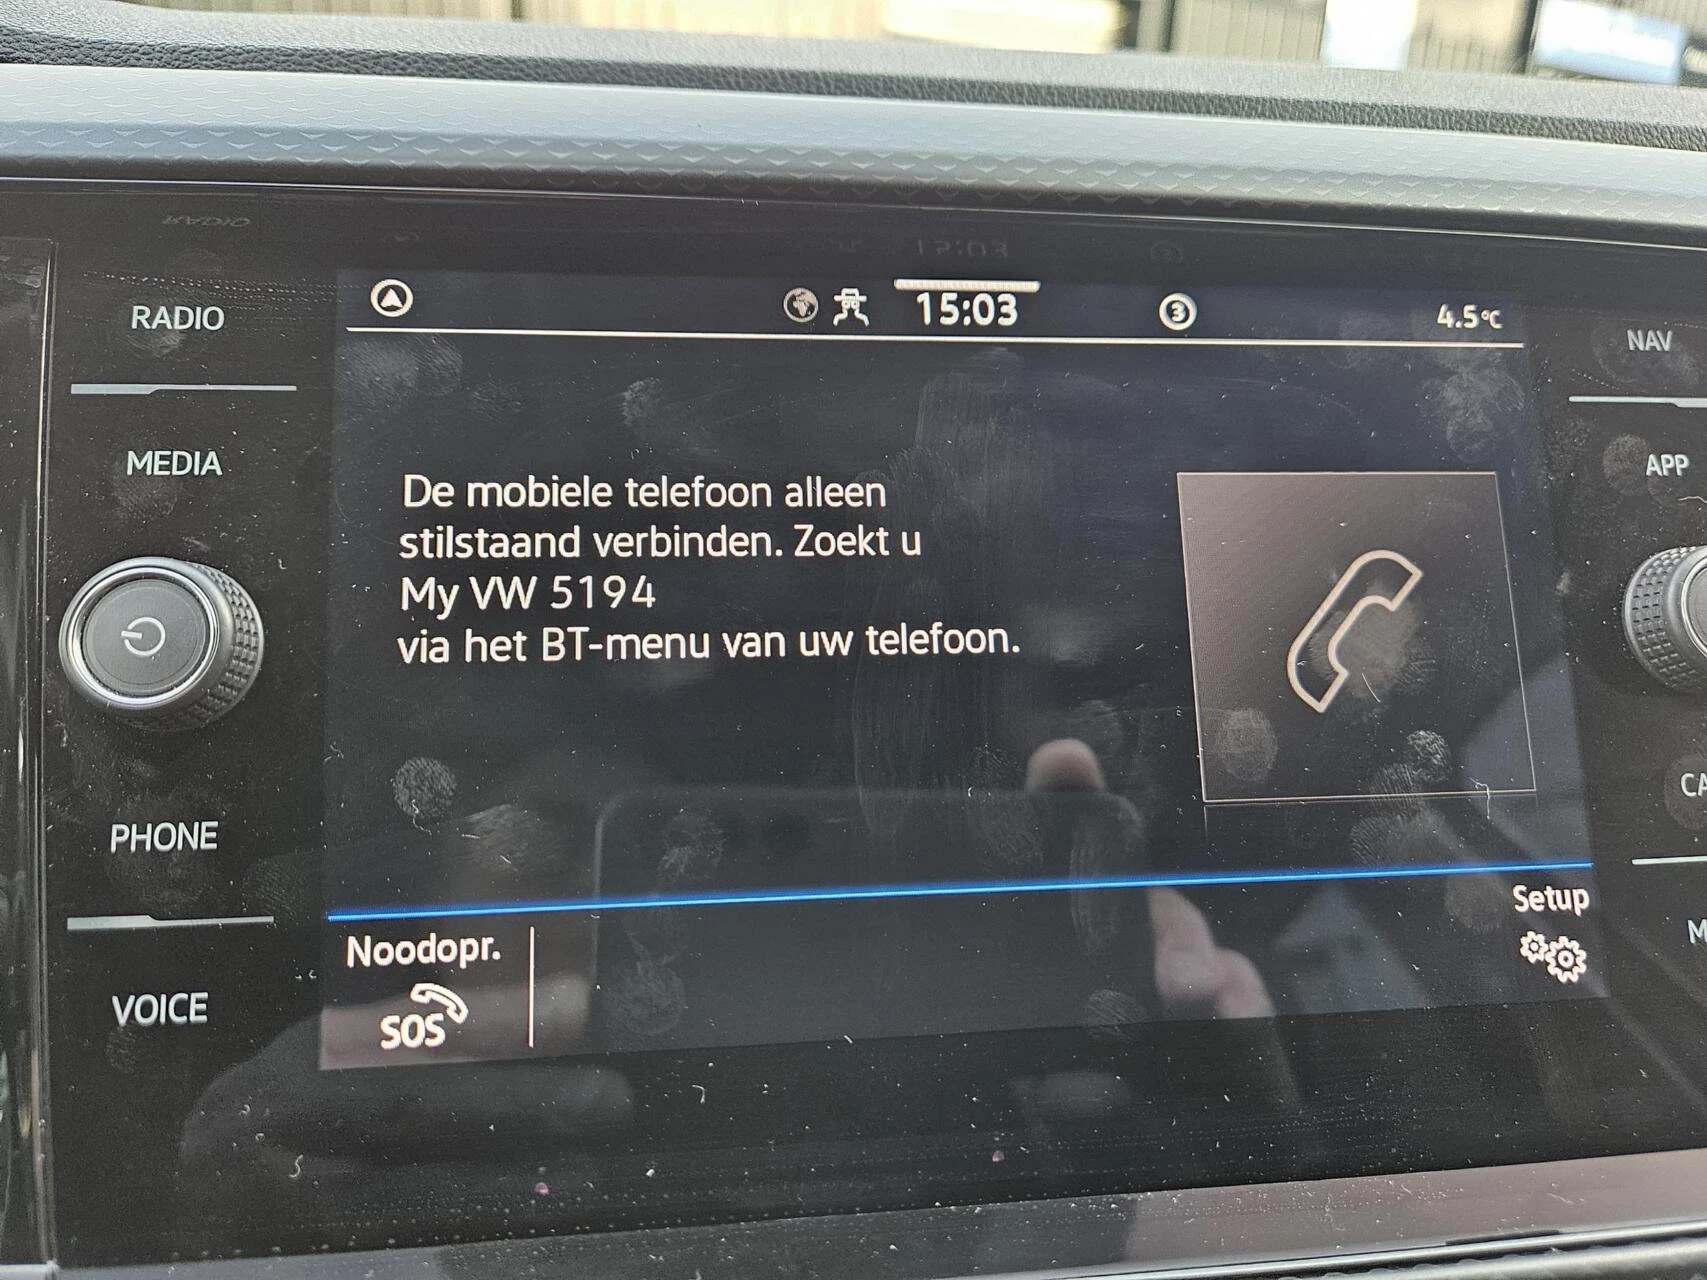 RADIO
MEDIA
PHONE
VOICE
15:03
3
4.5°C
De mobiele telefoon alleen
stilstaand verbinden. Zoekt u
My VW 5194
via het BT-menu van uw telefoon.
Noodopr.
SOS
Setup
NAV
APP